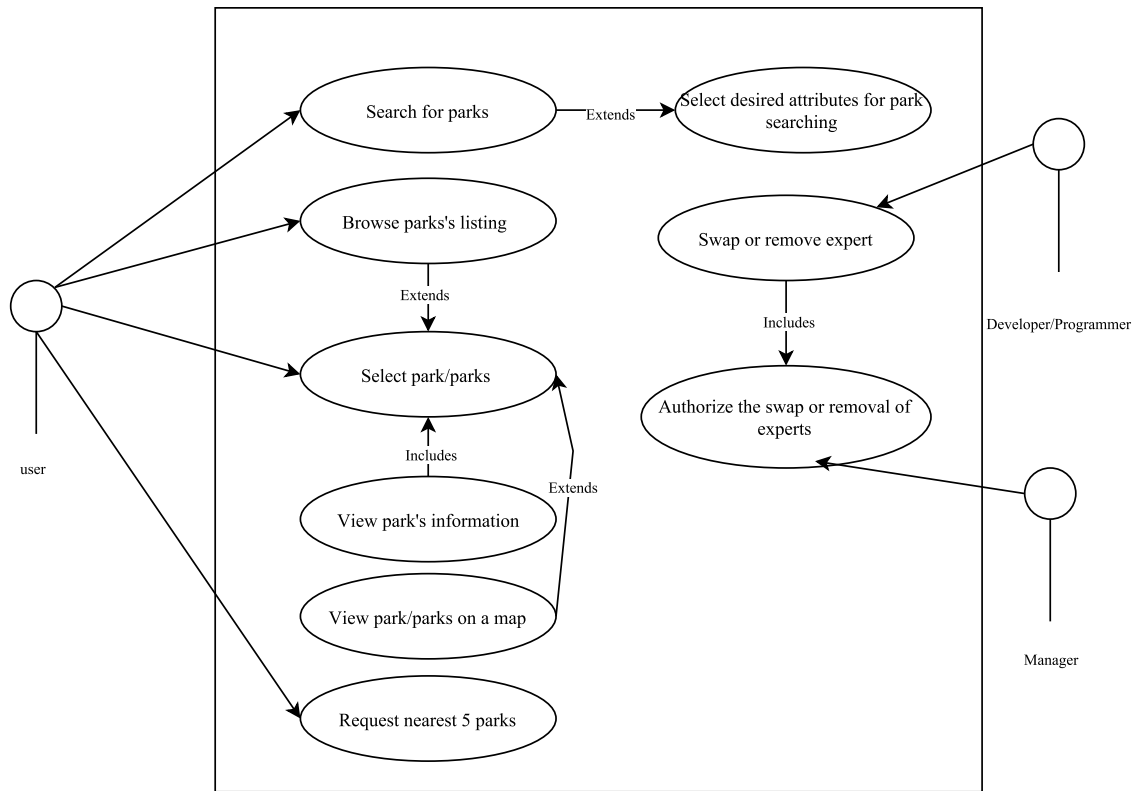 Search for parks
Extends
Select desired attributes for park
searching
Browse parks's listing
Swap or remove expert
Extends
Includes
Developer/Programmer
Select park/parks
Authorize the swap or removal of
experts
Includes
user
Extends
View park's information
View park/parks on a map
Manager
Request nearest 5 parks